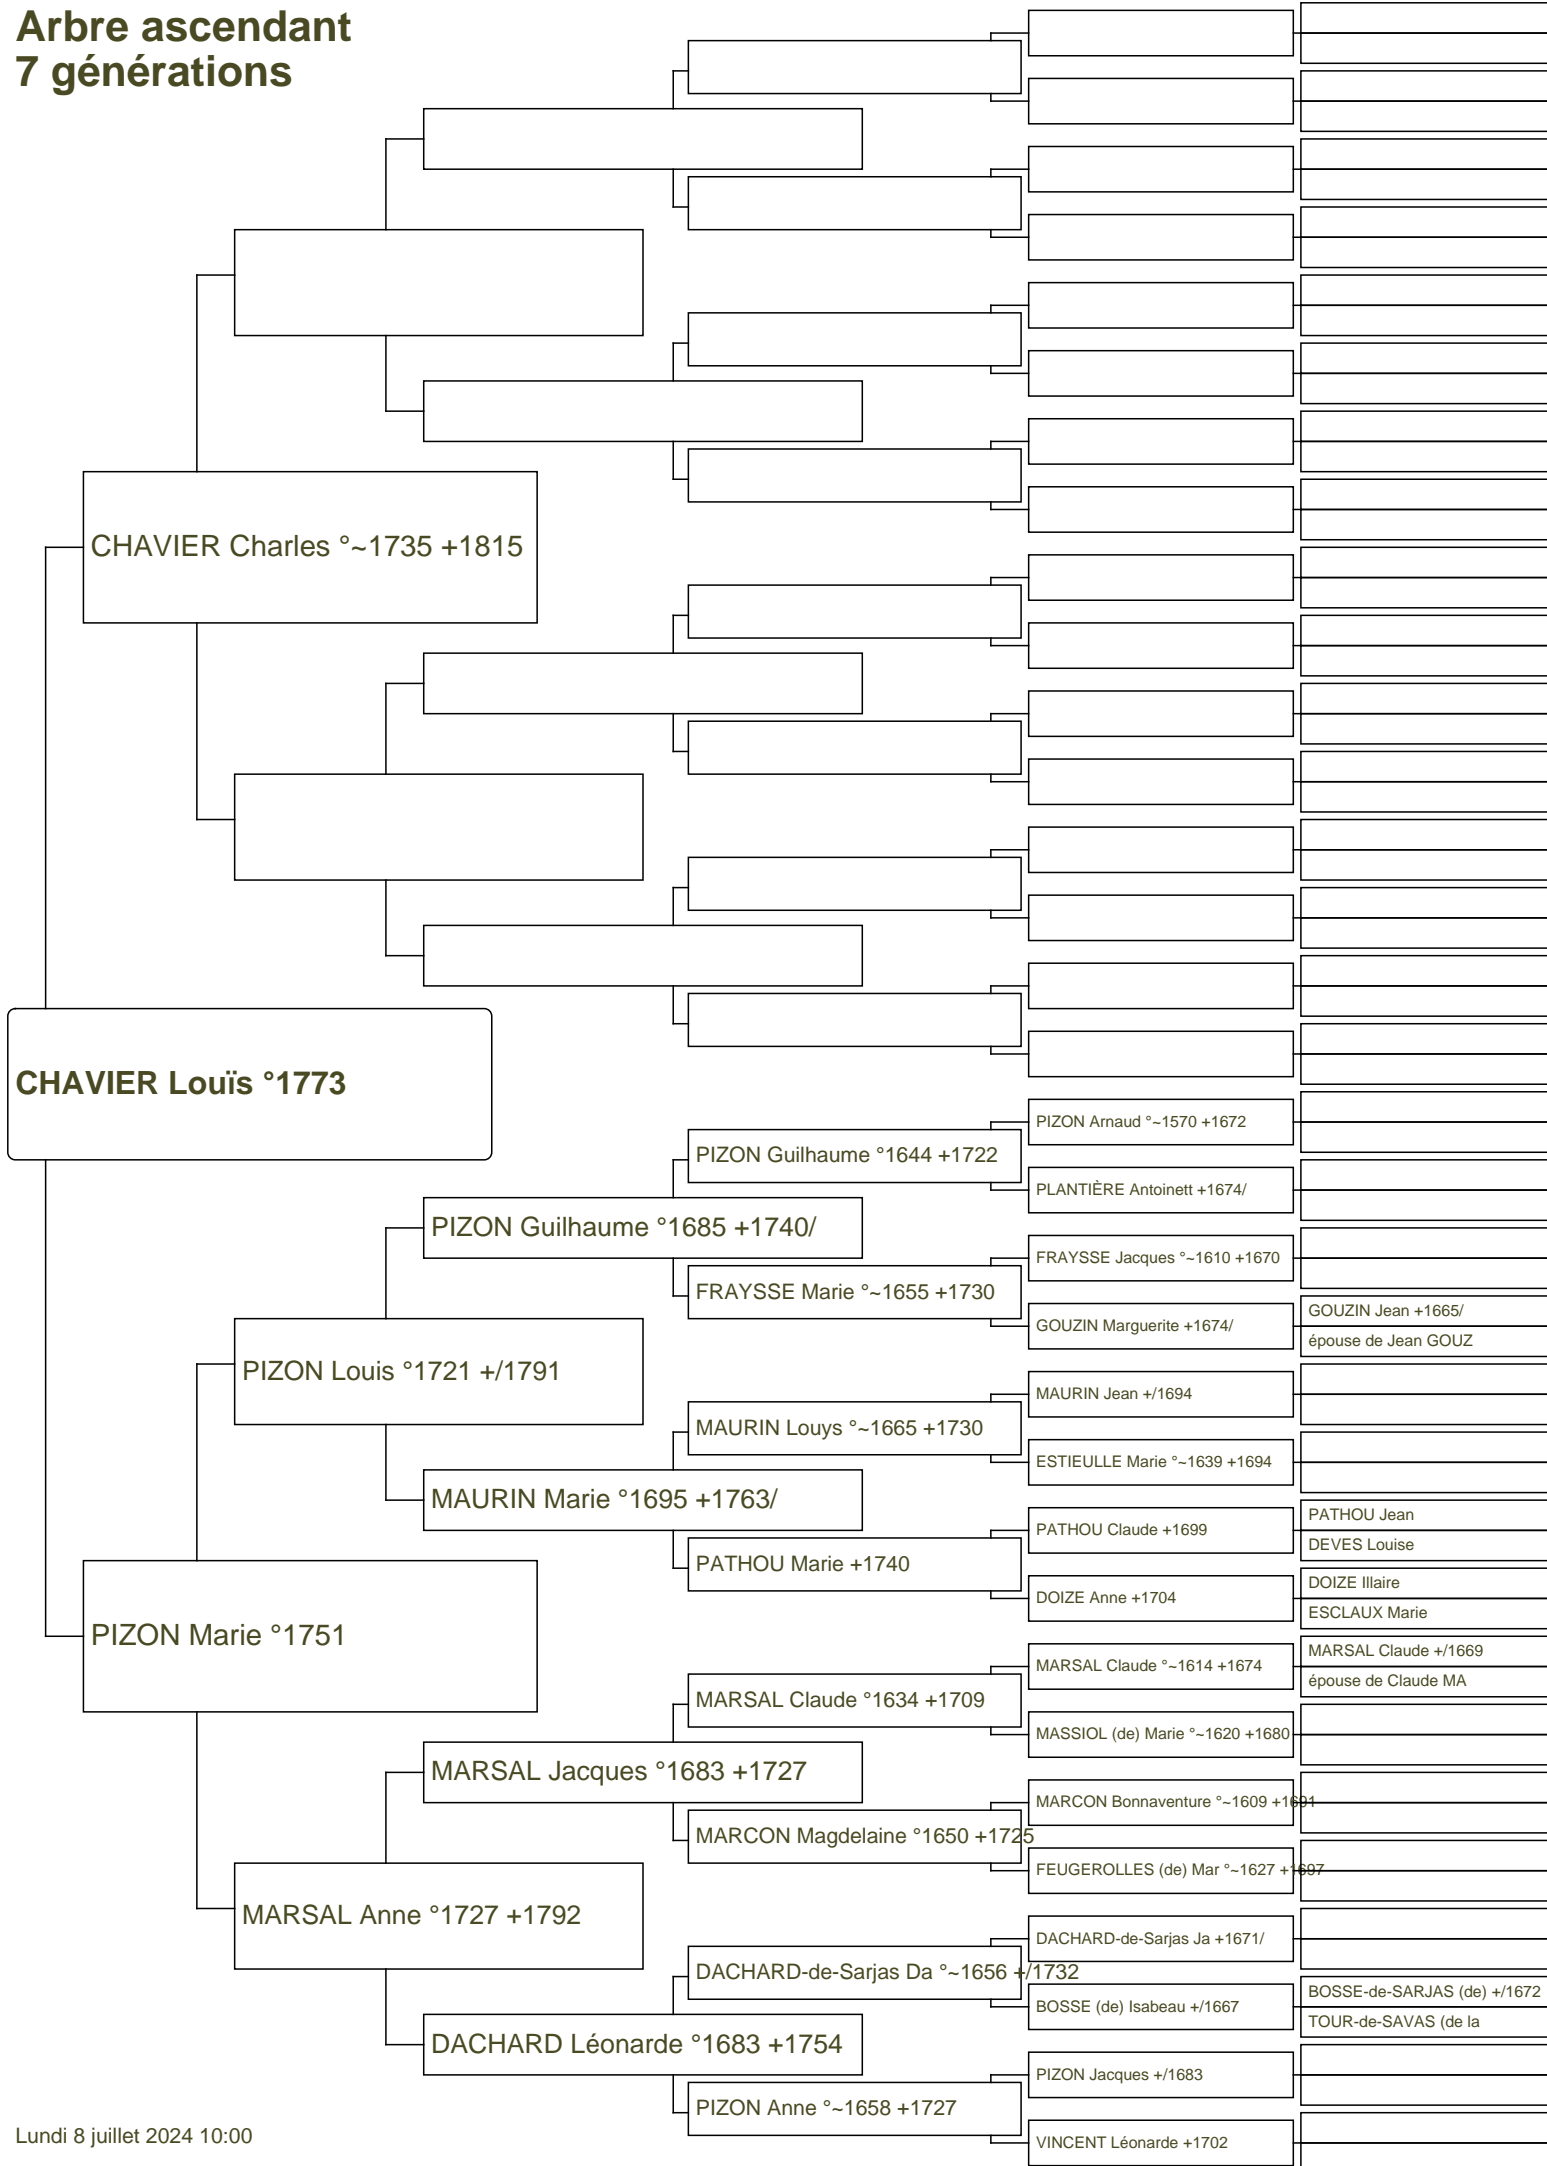 Arbre ascendant
7 générations
CHAVIER Charles °~1735 +1815
CHAVIER Louïs °1773
PIZON Arnaud °~1570 +1672
PIZON Guilhaume °1644 +1722
PLANTIÈRE Antoinett +1674/
PIZON Guilhaume °1685 +1740/
FRAYSSE Jacques °~1610 +1670
FRAYSSE Marie °~1655 +1730
GOUZIN Jean +1665/
GOUZIN Marguerite +1674/
épouse de Jean GOUZ
PIZON Louis °1721 +/1791
MAURIN Jean +/1694
MAURIN Louys °~1665 +1730
ESTIEULLE Marie °~1639 +1694
MAURIN Marie °1695 +1763/
PATHOU Jean
PATHOU Claude +1699
DEVES Louise
PATHOU Marie +1740
DOIZE Illaire
DOIZE Anne +1704
ESCLAUX Marie
PIZON Marie °1751
MARSAL Claude +/1669
MARSAL Claude °~1614 +1674
épouse de Claude MA
MARSAL Claude °1634 +1709
MASSIOL (de) Marie °~1620 +1680
MARSAL Jacques °1683 +1727
MARCON Bonnaventure °~1609 +1691
MARCON Magdelaine °1650 +1725
FEUGEROLLES (de) Mar °~1627 +1697
MARSAL Anne °1727 +1792
DACHARD-de-Sarjas Ja +1671/
DACHARD-de-Sarjas Da °~1656 +/1732
BOSSE-de-SARJAS (de) +/1672
BOSSE (de) Isabeau +/1667
TOUR-de-SAVAS (de la
DACHARD Léonarde °1683 +1754
PIZON Jacques +/1683
PIZON Anne °~1658 +1727
VINCENT Léonarde +1702
Lundi 8 juillet 2024 10:00